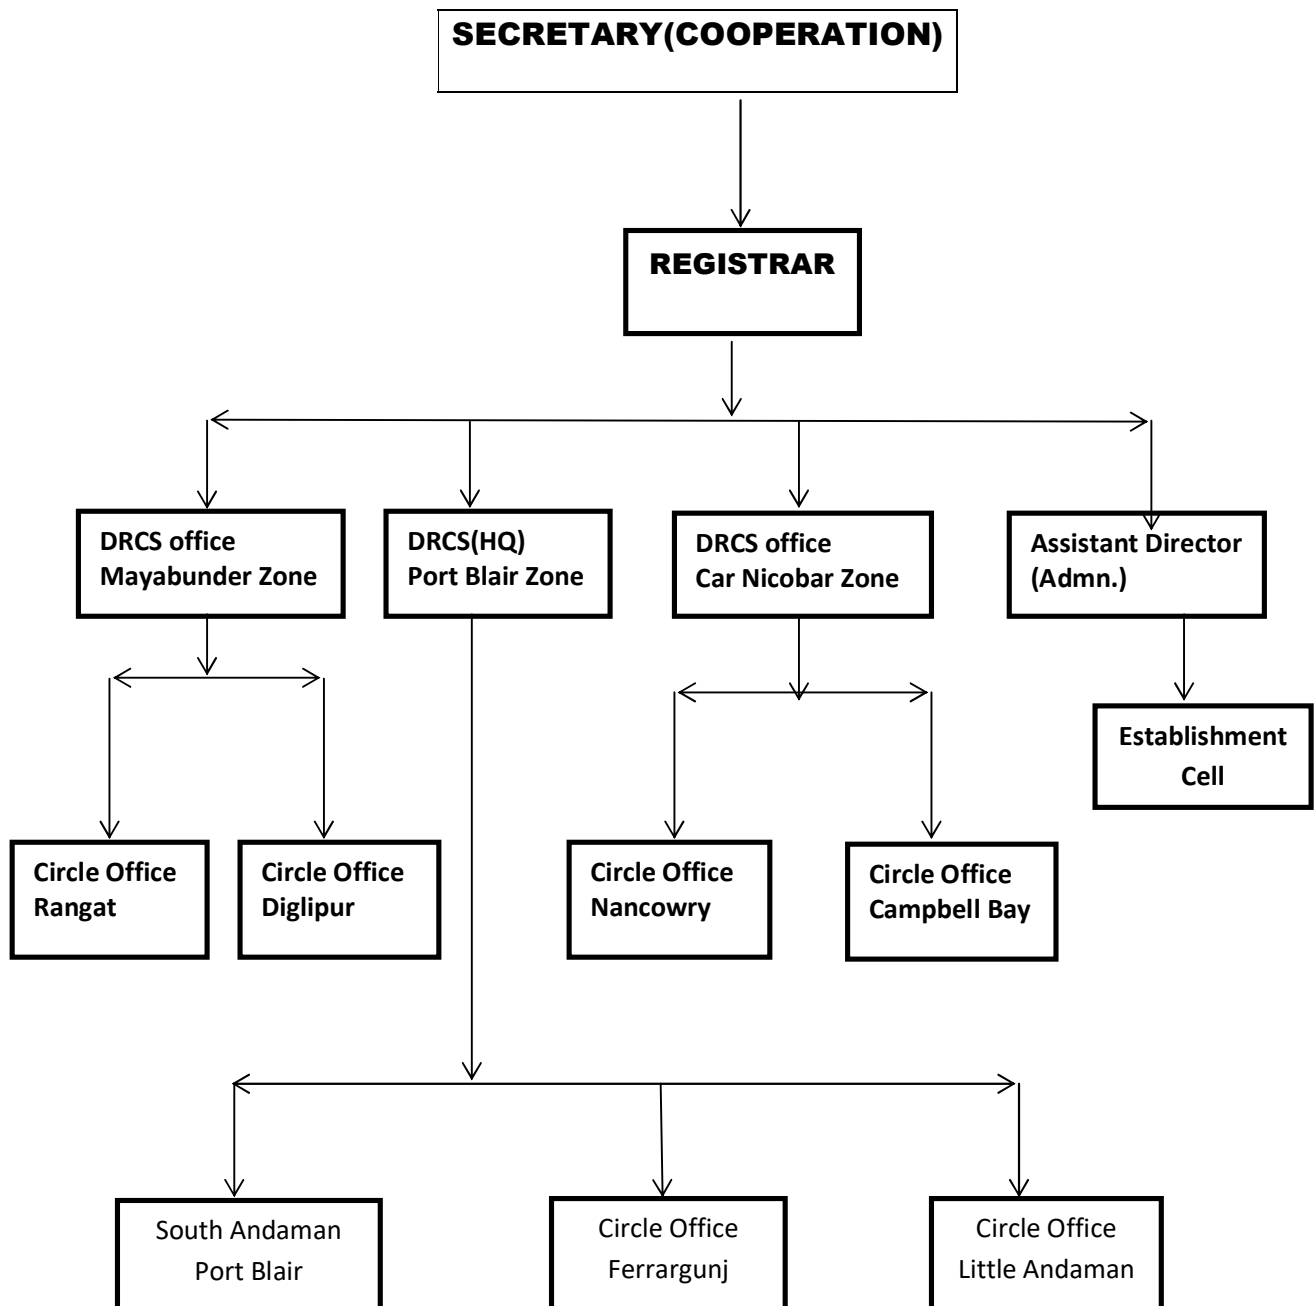 SECRETARY(COOPERATION)
REGISTRAR
DRCS office
Mayabunder Zone
DRCS(HQ)
Port Blair Zone
DRCS office
Car Nicobar Zone
Assistant Director
(Admn.)
Establishment
Cell
Circle Office
Rangat
Circle Office
Diglipur
Circle Office
Nancowry
Circle Office
Campbell Bay
South Andaman
Port Blair
Circle Office
Ferrargunj
Circle Office
Little Andaman